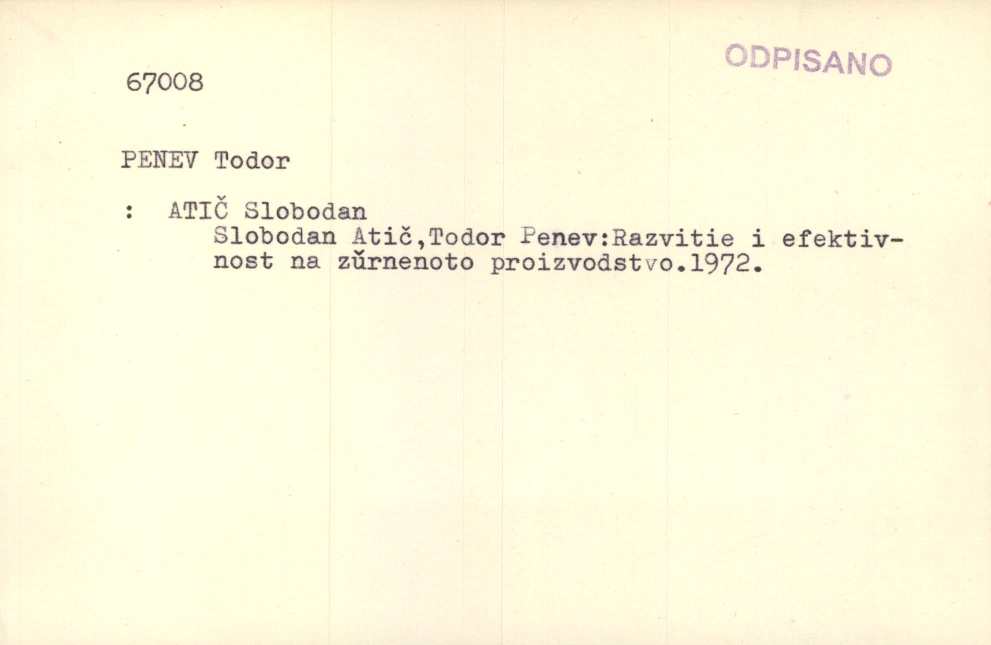 ODPISANO
67008
PENEV Todor
: ATIČ Slobodan
Slobodan Atič,Todor Penev:Razvitie i efektiv-
nost na zŭrnenoto proizvodstvo.1972.